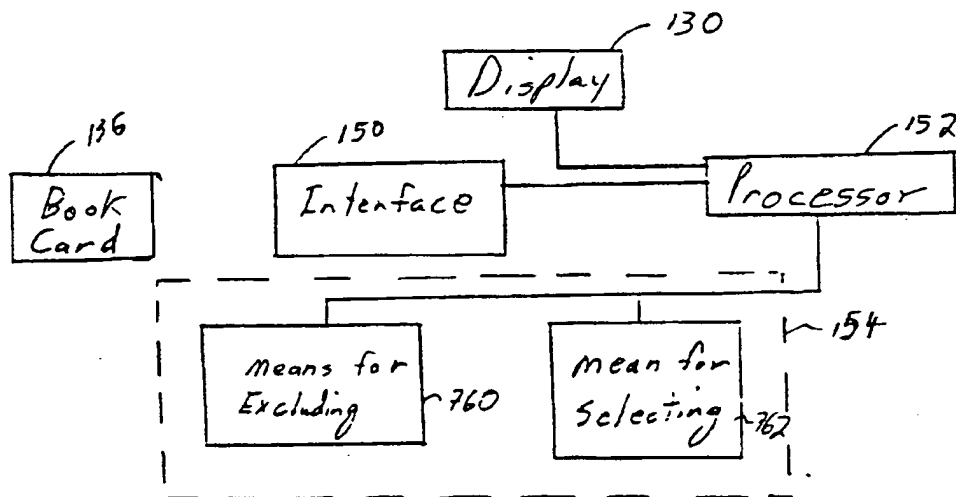 130
Display
136
150
152
Book
Card
Interface
Processor
154
Means for
Excluding
760
Mean for
Selecting
762